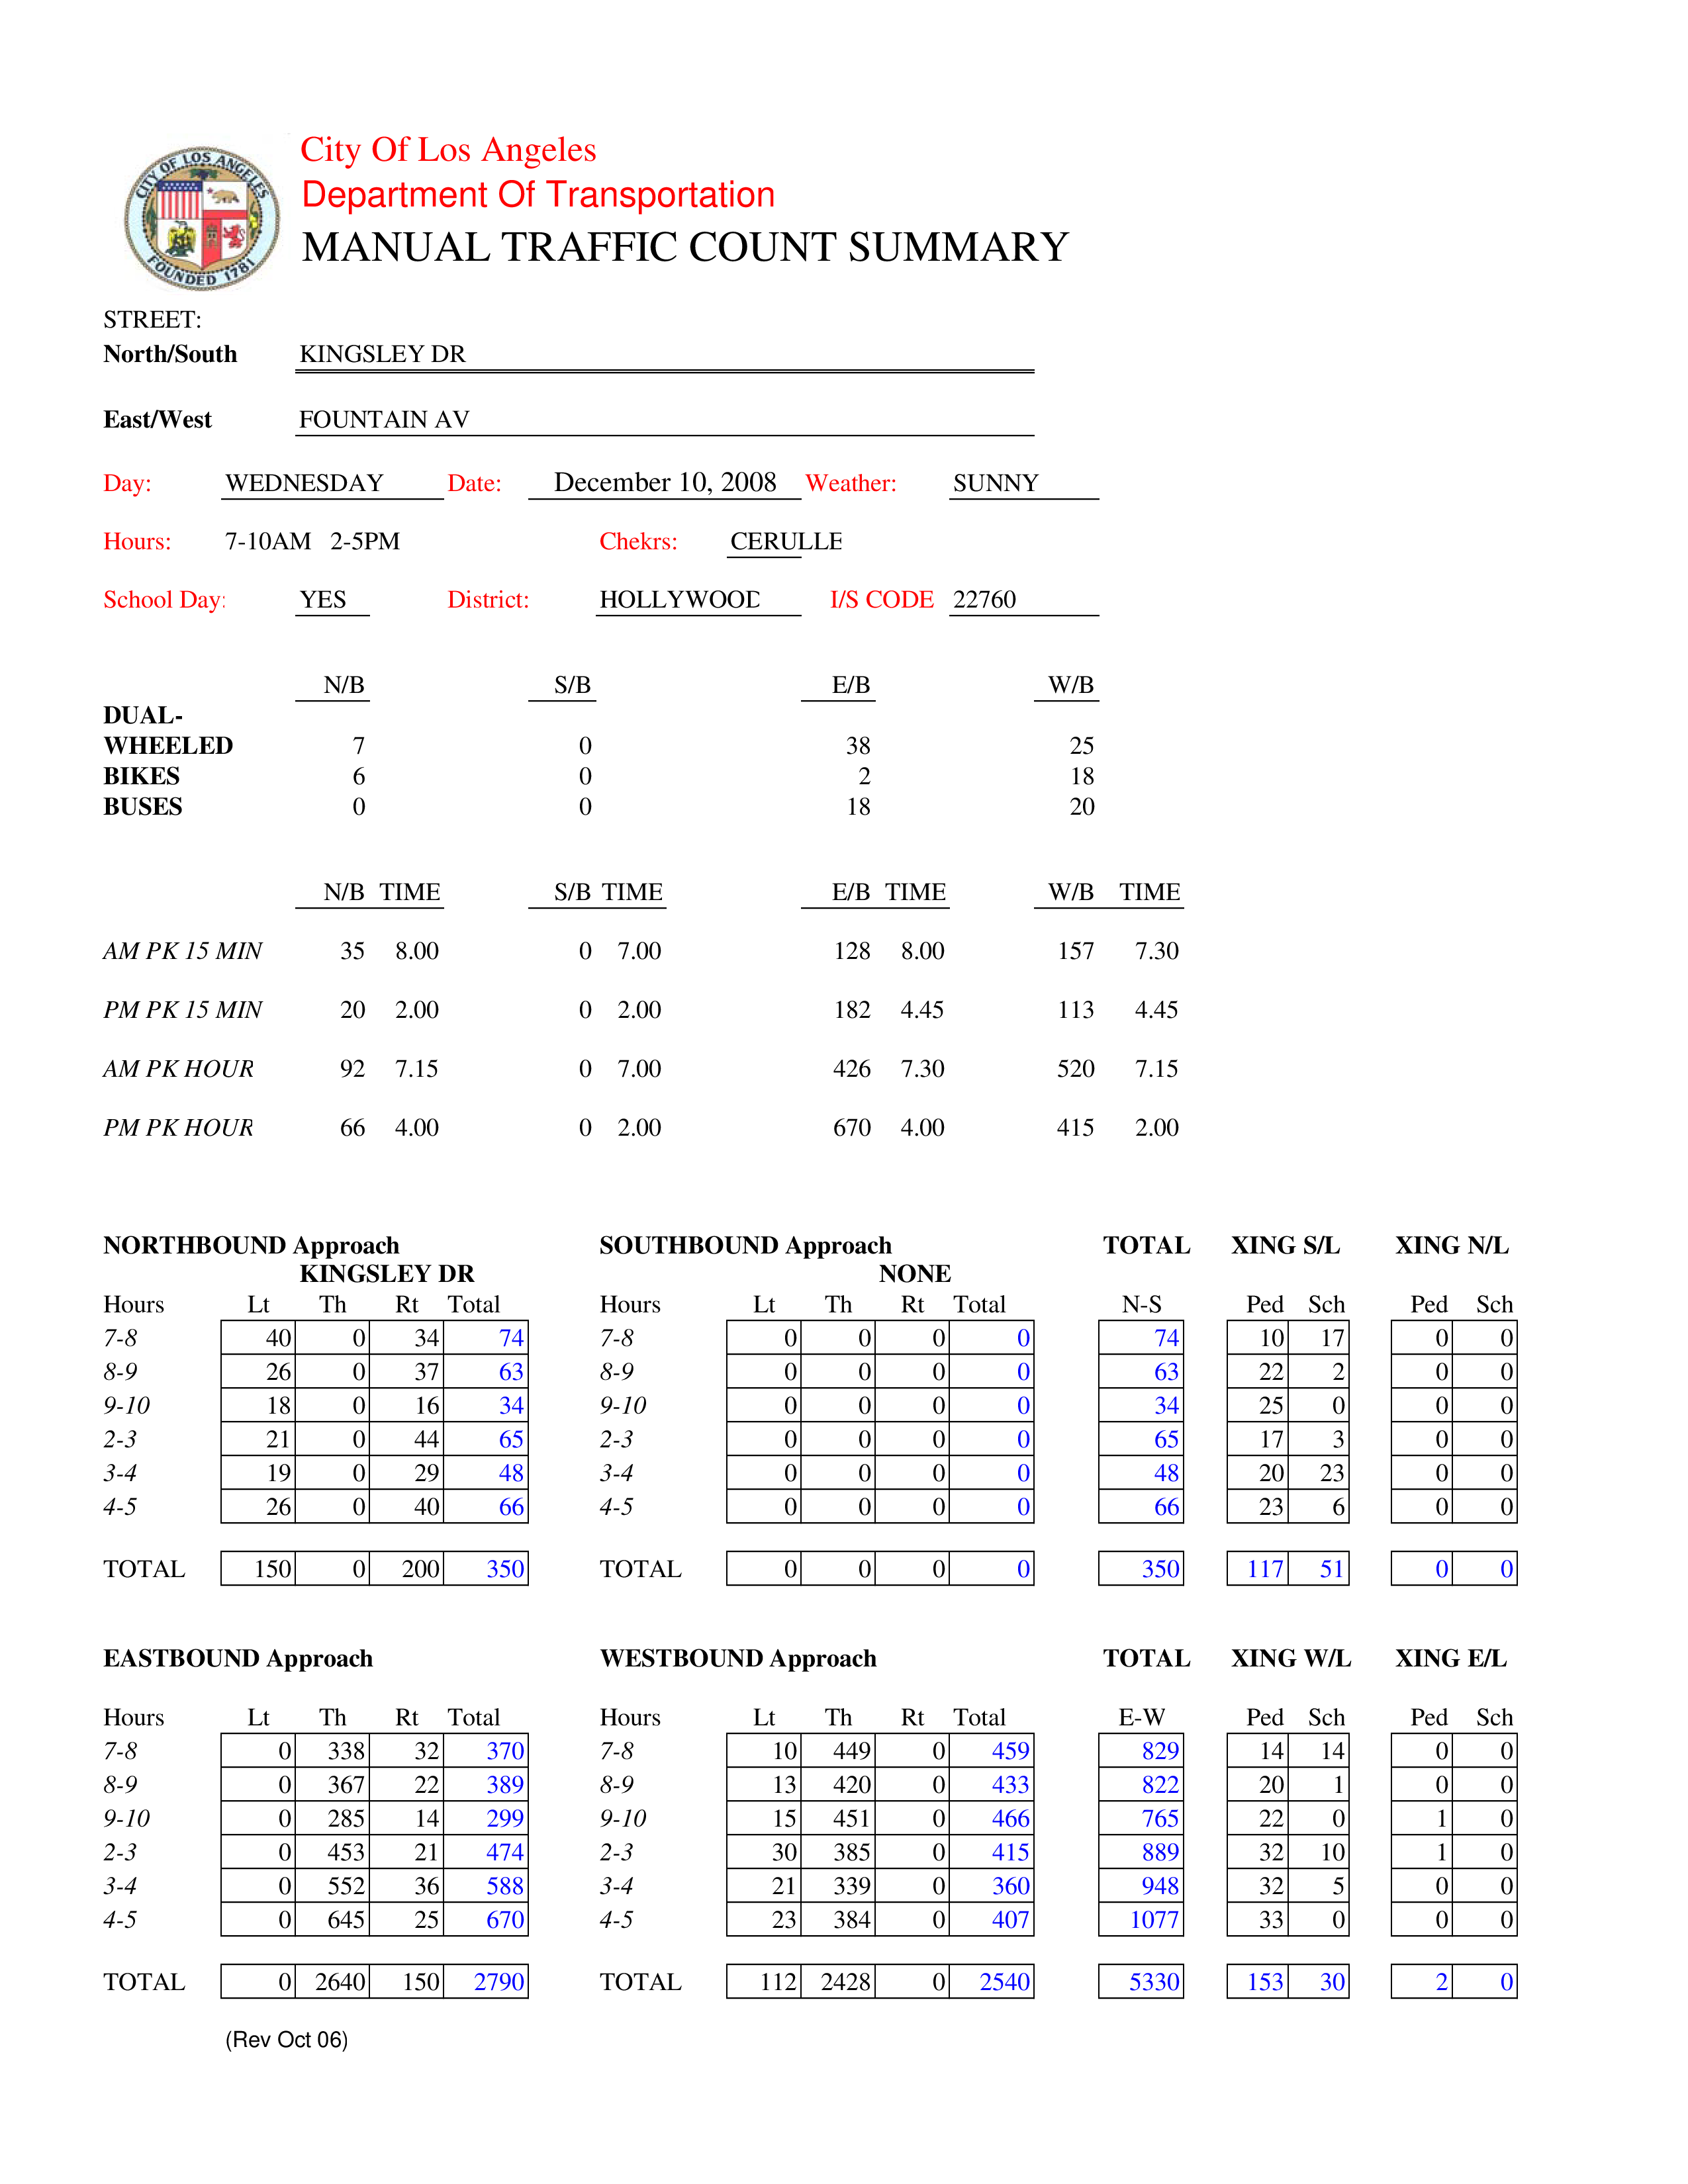 CITY OF LOS ANGELES
FOUNDED 1781
City Of Los Angeles
Department Of Transportation
MANUAL TRAFFIC COUNT SUMMARY
STREET:
North/South KINGSLEY DR
East/West FOUNTAIN AV
Day: WEDNESDAY Date: December 10, 2008 Weather: SUNNY
Hours: 7-10AM 2-5PM Chekrs: CERULLE
School Day: YES District: HOLLYWOOD I/S CODE 22760
N/B S/B E/B W/B
DUAL-
WHEELED 7 0 38 25
BIKES 6 0 2 18
BUSES 0 0 18 20
N/B TIME S/B TIME E/B TIME W/B TIME
AM PK 15 MIN 35 8.00 0 7.00 128 8.00 157 7.30
PM PK 15 MIN 20 2.00 0 2.00 182 4.45 113 4.45
AM PK HOUR 92 7.15 0 7.00 426 7.30 520 7.15
PM PK HOUR 66 4.00 0 2.00 670 4.00 415 2.00
NORTHBOUND Approach SOUTHBOUND Approach TOTAL XING S/L XING N/L
KINGSLEY DR NONE
Hours Lt Th Rt Total Hours Lt Th Rt Total N-S Ped Sch Ped Sch
7-8 40 0 34 74 7-8 0 0 0 0 74 10 17 0 0
8-9 26 0 37 63 8-9 0 0 0 0 63 22 2 0 0
9-10 18 0 16 34 9-10 0 0 0 0 34 25 0 0 0
2-3 21 0 44 65 2-3 0 0 0 0 65 17 3 0 0
3-4 19 0 29 48 3-4 0 0 0 0 48 20 23 0 0
4-5 26 0 40 66 4-5 0 0 0 0 66 23 6 0 0
TOTAL 150 0 200 350 TOTAL 0 0 0 0 350 117 51 0 0
EASTBOUND Approach WESTBOUND Approach TOTAL XING W/L XING E/L
Hours Lt Th Rt Total Hours Lt Th Rt Total E-W Ped Sch Ped Sch
7-8 0 338 32 370 7-8 10 449 0 459 829 14 14 0 0
8-9 0 367 22 389 8-9 13 420 0 433 822 20 1 0 0
9-10 0 285 14 299 9-10 15 451 0 466 765 22 0 1 0
2-3 0 453 21 474 2-3 30 385 0 415 889 32 10 1 0
3-4 0 552 36 588 3-4 21 339 0 360 948 32 5 0 0
4-5 0 645 25 670 4-5 23 384 0 407 1077 33 0 0 0
TOTAL 0 2640 150 2790 TOTAL 112 2428 0 2540 5330 153 30 2 0
(Rev Oct 06)